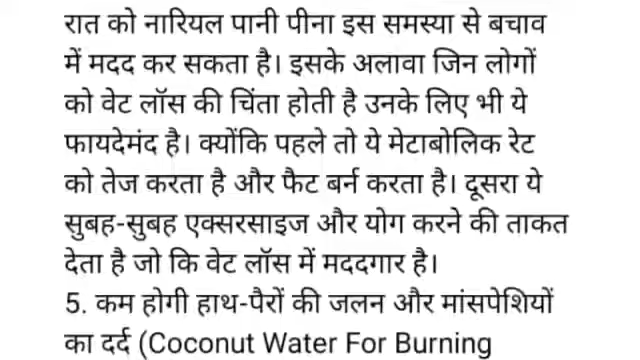 रात को नारियल पानी पीना इस समस्या से बचाव
में मदद कर सकता है। इसके अलावा जिन लोगों
को वेट लॉस की चिंता होती है उनके लिए भी ये
फायदेमंद है। क्योंकि पहले तो ये मेटाबोलिक रेट
को तेज करता है और फैट बर्न करता है। दूसरा ये
सुबह-सुबह एक्सरसाइज और योग करने की ताकत
देता है जो कि वेट लॉस में मददगार है।
5. कम होगी हाथ-पैरों की जलन और मांसपेशियों
का दर्द (Coconut Water For Burning